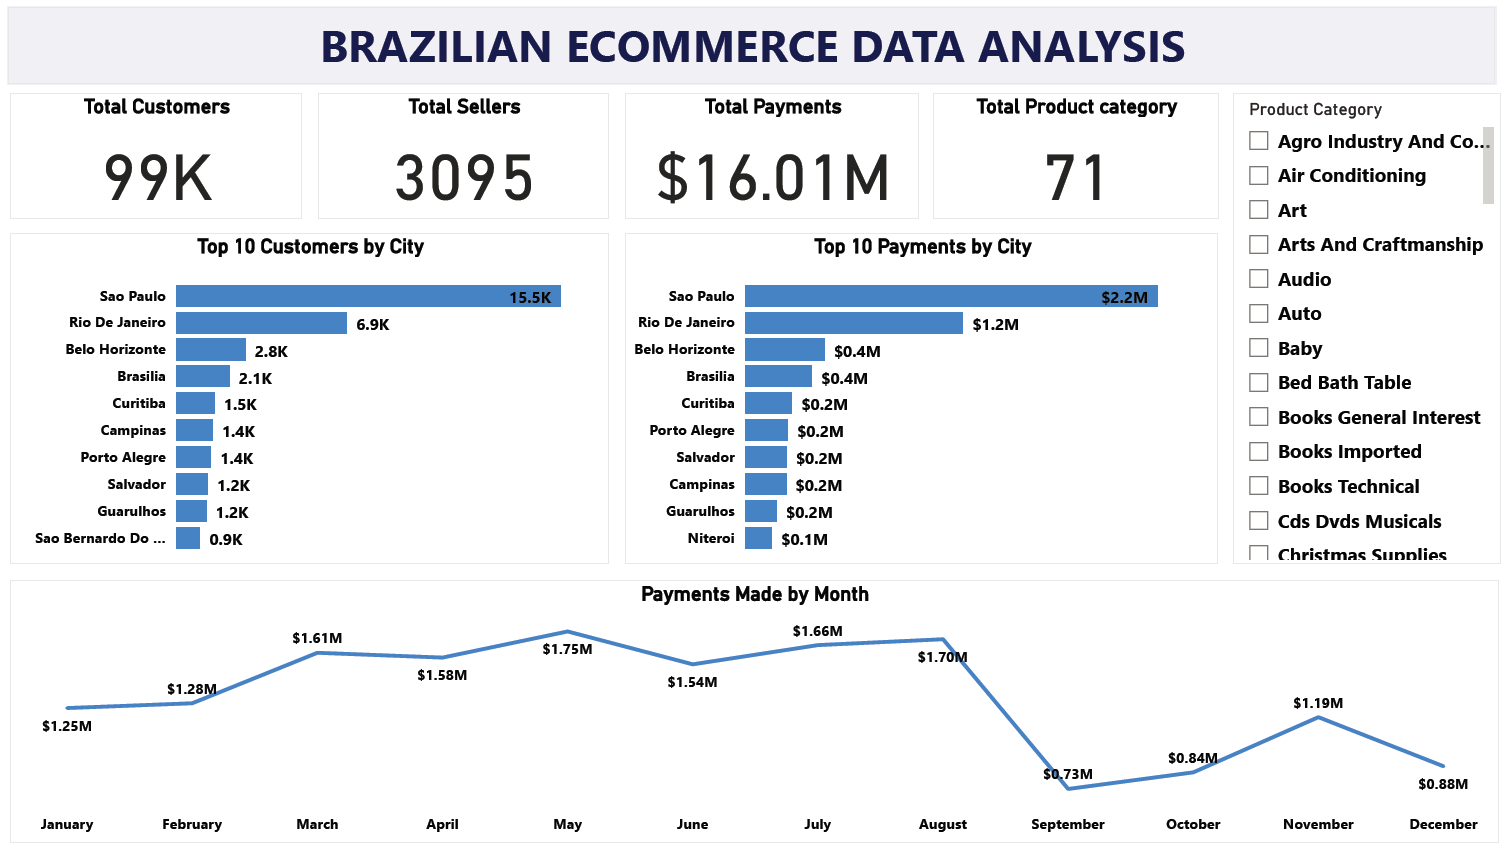 BRAZILIAN ECOMMERCE DATA ANALYSIS
Total Customers
99K
Total Sellers
3095
Total Payments
$16.01M
Total Product category
71
Product Category
Agro Industry And Co...
Air Conditioning
Art
Arts And Craftmanship
Audio
Auto
Baby
Bed Bath Table
Books General Interest
Books Imported
Books Technical
Cds Dvds Musicals
Christmas Supplies
Top 10 Customers by City
Sao Paulo 15.5K
Rio De Janeiro 6.9K
Belo Horizonte 2.8K
Brasilia 2.1K
Curitiba 1.5K
Campinas 1.4K
Porto Alegre 1.4K
Salvador 1.2K
Guarulhos 1.2K
Sao Bernardo Do ... 0.9K
Top 10 Payments by City
Sao Paulo $2.2M
Rio De Janeiro $1.2M
Belo Horizonte $0.4M
Brasilia $0.4M
Curitiba $0.2M
Porto Alegre $0.2M
Salvador $0.2M
Campinas $0.2M
Guarulhos $0.2M
Niteroi $0.1M
Payments Made by Month
$1.25M
$1.28M
$1.61M
$1.58M
$1.75M
$1.54M
$1.66M
$1.70M
$0.73M
$0.84M
$1.19M
$0.88M
January February March April May June July August September October November December